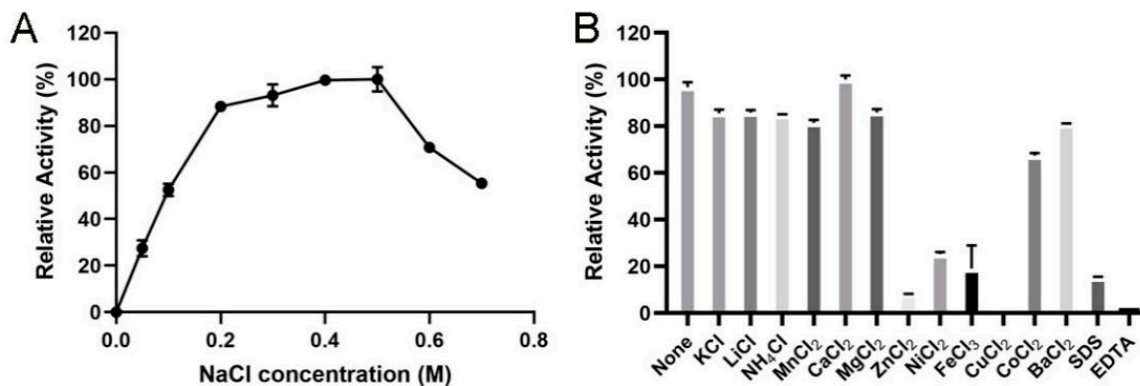 A
Relative Activity (%)
120
100
80
60
40
20
0
0.0
0.2
0.4
0.6
0.8
NaCl concentration (M)
B
Relative Activity (%)
120
100
80
60
40
20
0
None
KCl
LiCl
NH₄Cl
MnCl₂
CaCl₂
MgCl₂
ZnCl₂
NiCl₂
FeCl₃
CuCl₂
CoCl₂
BaCl₂
SDS
EDTA